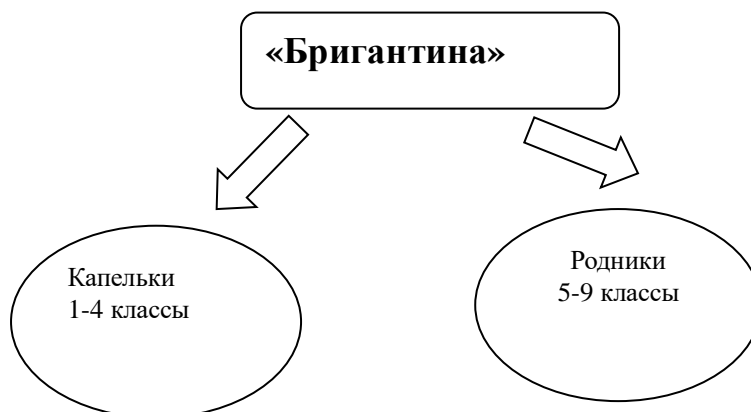 «Бригантина»
Капельки
1-4 классы
Родники
5-9 классы